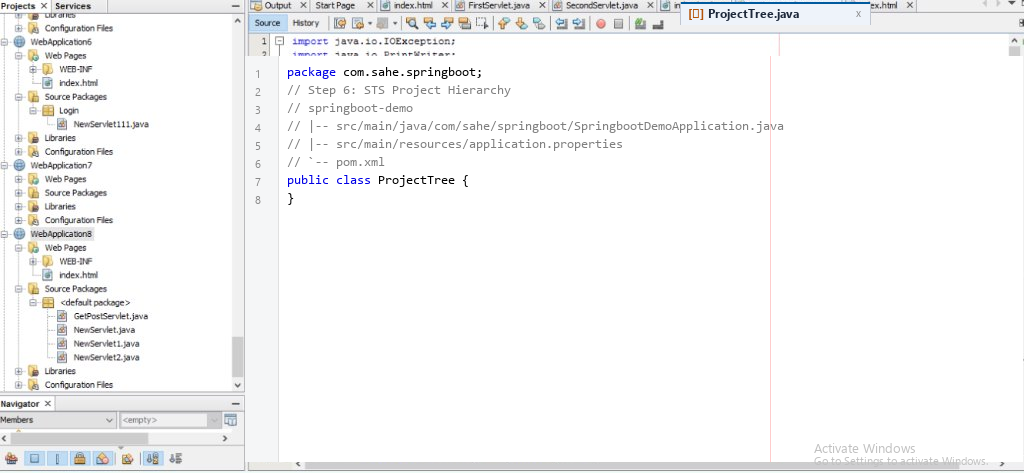 Projects
Services
Libraries
Configuration Files
WebApplication6
Web Pages
WEB-INF
index.html
Source Packages
Login
NewServlet111.java
Libraries
Configuration Files
WebApplication7
Web Pages
Source Packages
Libraries
Configuration Files
WebApplication8
Web Pages
WEB-INF
index.html
Source Packages
<default package>
GetPostServlet.java
NewServlet.java
NewServlet1.java
NewServlet2.java
Libraries
Configuration Files
Navigator
Members
<empty>
Output
Start Page
index.html
FirstServlet.java
SecondServlet.java
ProjectTree.java
Source
History
1 import java.io.IOException;
2 import java.io.PrintWriter;
1 package com.sahe.springboot;
2 // Step 6: STS Project Hierarchy
3 // springboot-demo
4 // |-- src/main/java/com/sahe/springboot/SpringbootDemoApplication.java
5 // |-- src/main/resources/application.properties
6 // `-- pom.xml
7 public class ProjectTree {
8 }
Activate Windows
Go to Settings to activate Windows.